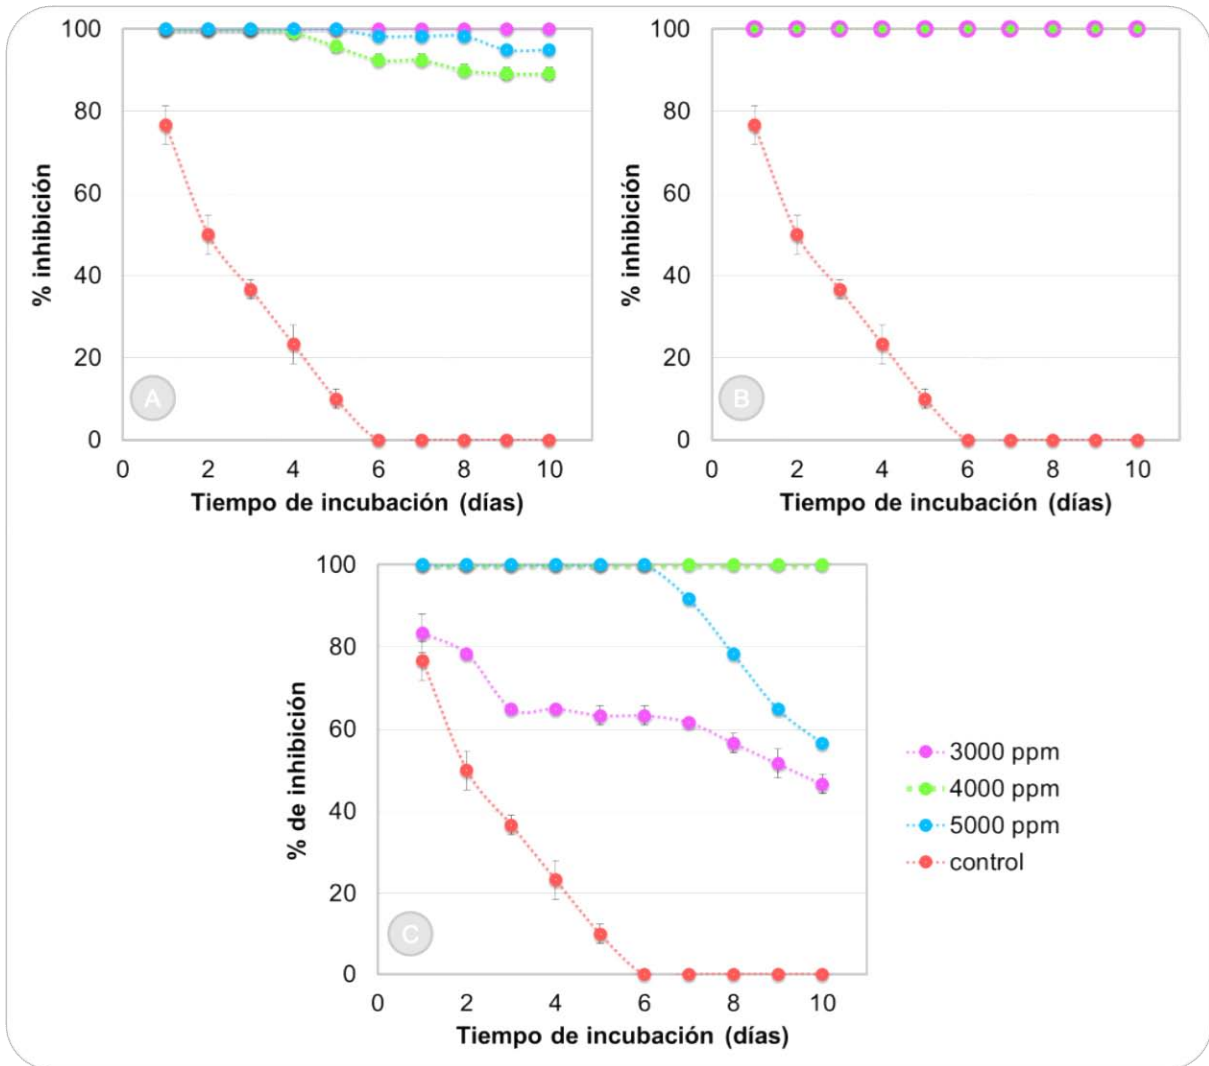 100
80
60
40
20
0
% inhibición
A
0 2 4 6 8 10
Tiempo de incubación (días)
100
80
60
40
20
0
% inhibición
B
0 2 4 6 8 10
Tiempo de incubación (días)
100
80
60
40
20
0
% de inhibición
C
0 2 4 6 8 10
Tiempo de incubación (días)
3000 ppm
4000 ppm
5000 ppm
control